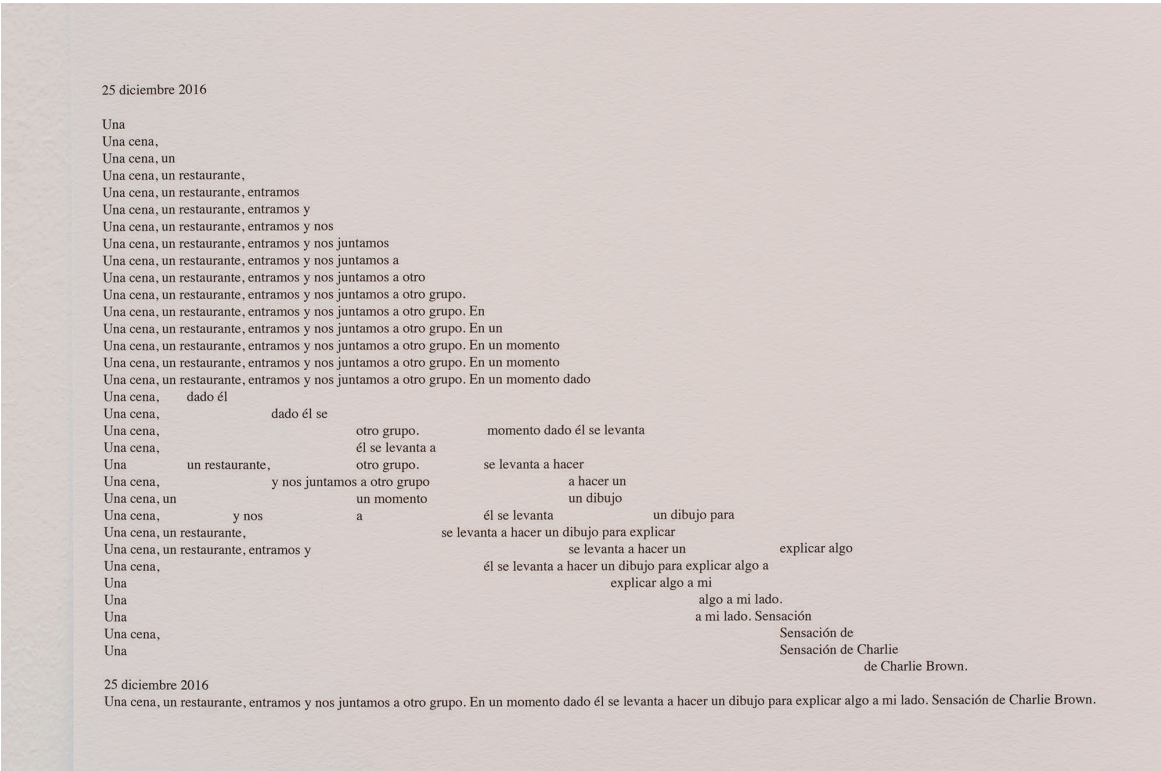 25 diciembre 2016
Una
Una cena,
Una cena, un
Una cena, un restaurante,
Una cena, un restaurante, entramos
Una cena, un restaurante, entramos y
Una cena, un restaurante, entramos y nos
Una cena, un restaurante, entramos y nos juntamos
Una cena, un restaurante, entramos y nos juntamos a
Una cena, un restaurante, entramos y nos juntamos a otro
Una cena, un restaurante, entramos y nos juntamos a otro grupo.
Una cena, un restaurante, entramos y nos juntamos a otro grupo. En
Una cena, un restaurante, entramos y nos juntamos a otro grupo. En un
Una cena, un restaurante, entramos y nos juntamos a otro grupo. En un momento
Una cena, un restaurante, entramos y nos juntamos a otro grupo. En un momento
Una cena, un restaurante, entramos y nos juntamos a otro grupo. En un momento dado
Una cena, dado él
Una cena, dado él se
Una cena, otro grupo. momento dado él se levanta
Una cena, él se levanta a
Una un restaurante, otro grupo. se levanta a hacer
Una cena, y nos juntamos a otro grupo a hacer un
Una cena, un un momento un dibujo
Una cena, y nos a él se levanta un dibujo para
Una cena, un restaurante, se levanta a hacer un dibujo para explicar
Una cena, un restaurante, entramos y se levanta a hacer un explicar algo
Una cena, él se levanta a hacer un dibujo para explicar algo a
Una explicar algo a mi
Una algo a mi lado.
Una a mi lado. Sensación
Una cena, Sensación de
Una Sensación de Charlie
de Charlie Brown.
25 diciembre 2016
Una cena, un restaurante, entramos y nos juntamos a otro grupo. En un momento dado él se levanta a hacer un dibujo para explicar algo a mi lado. Sensación de Charlie Brown.